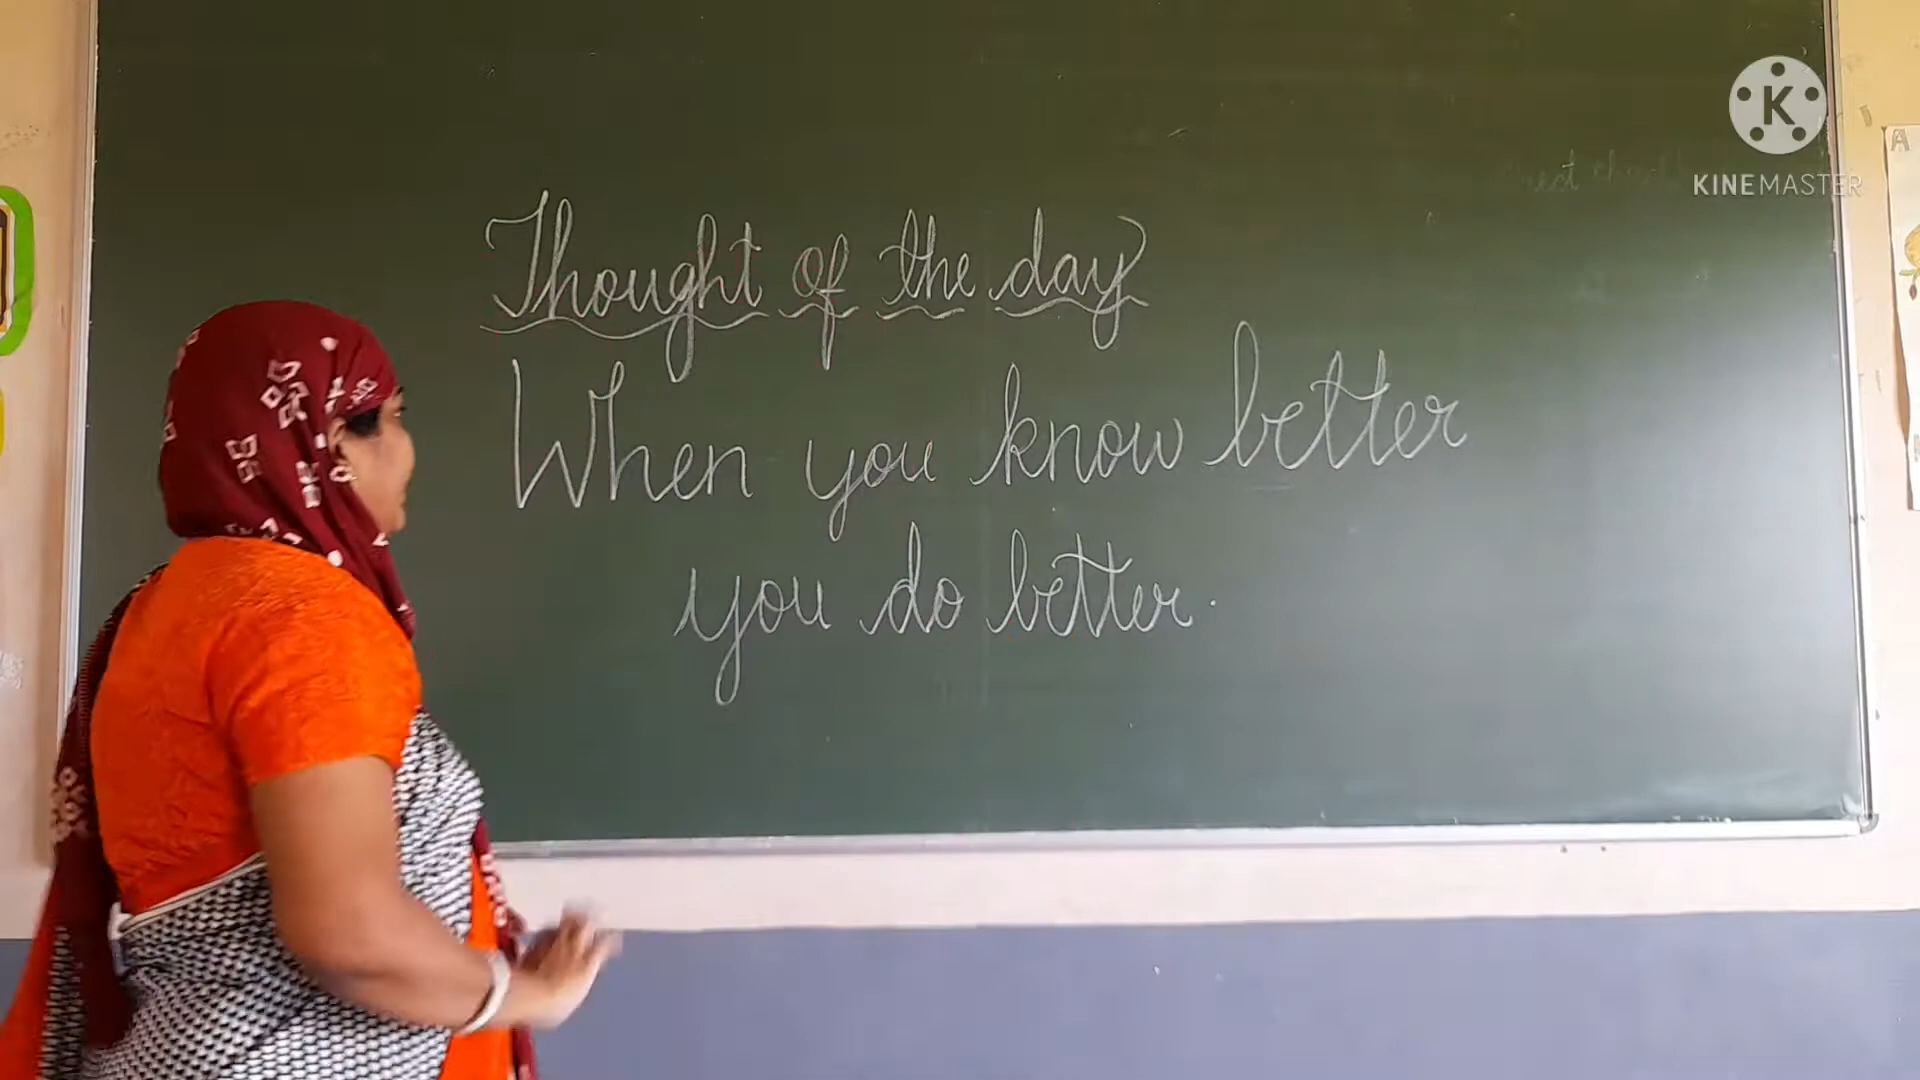 K
KINEMASTER
A
Thought of the day
When you know better
you do better.